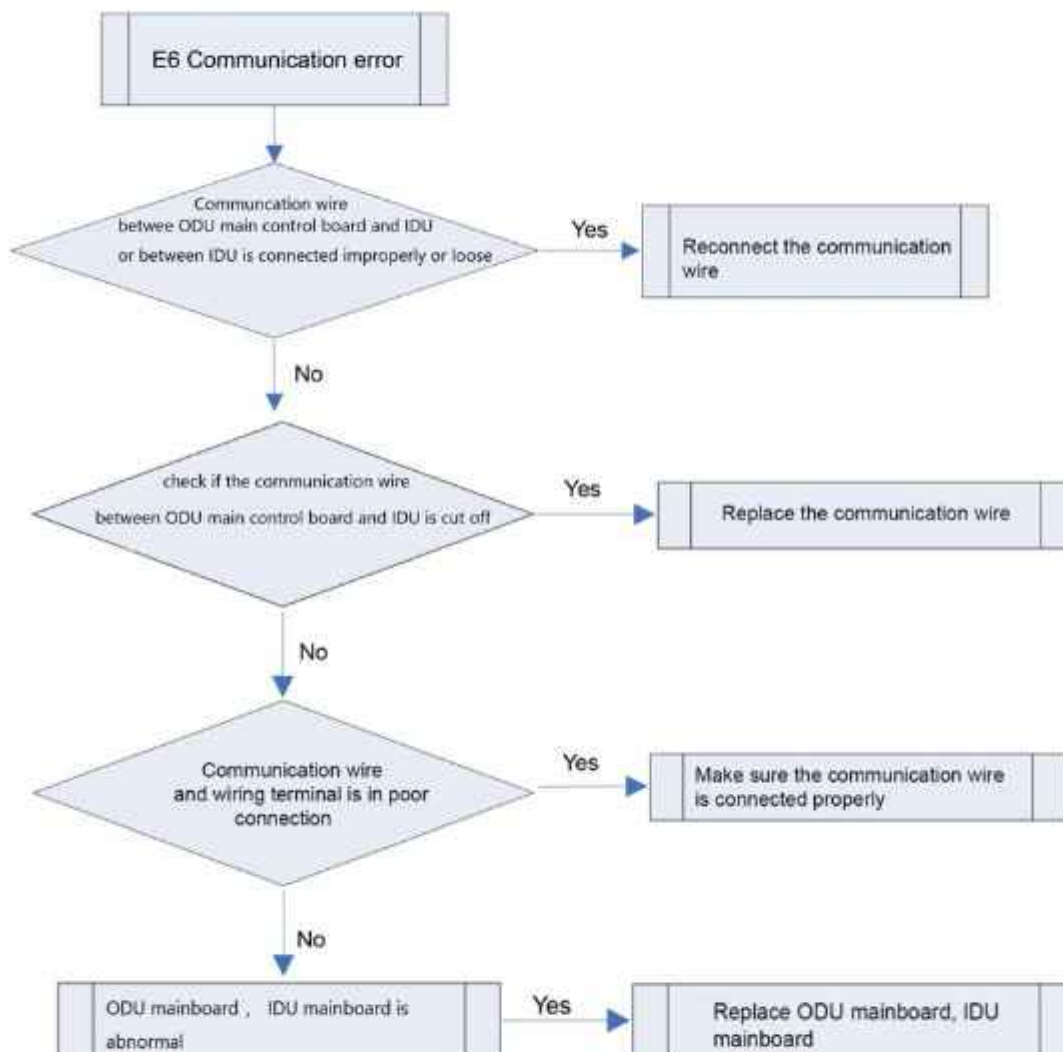 E6 Communication error
Communication wire
betwee ODU main control board and IDU
or between IDU is connected improperly or loose
Yes
Reconnect the communication
wire
No
check if the communication wire
between ODU main control board and IDU is cut off
Yes
Replace the communication wire
No
Communication wire
and wiring terminal is in poor
connection
Yes
Make sure the communication wire
is connected properly
No
ODU mainboard , IDU mainboard is
abnormal
Yes
Replace ODU mainboard, IDU
mainboard